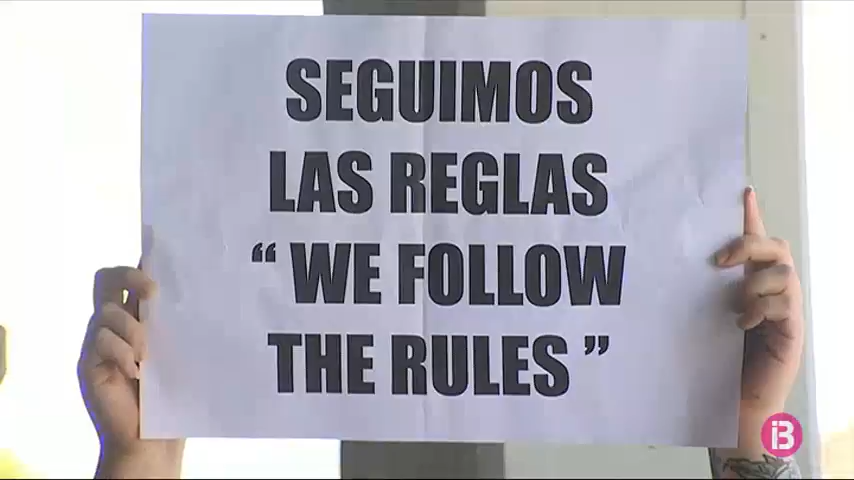 SEGUIMOS
LAS REGLAS
“ WE FOLLOW
THE RULES ”